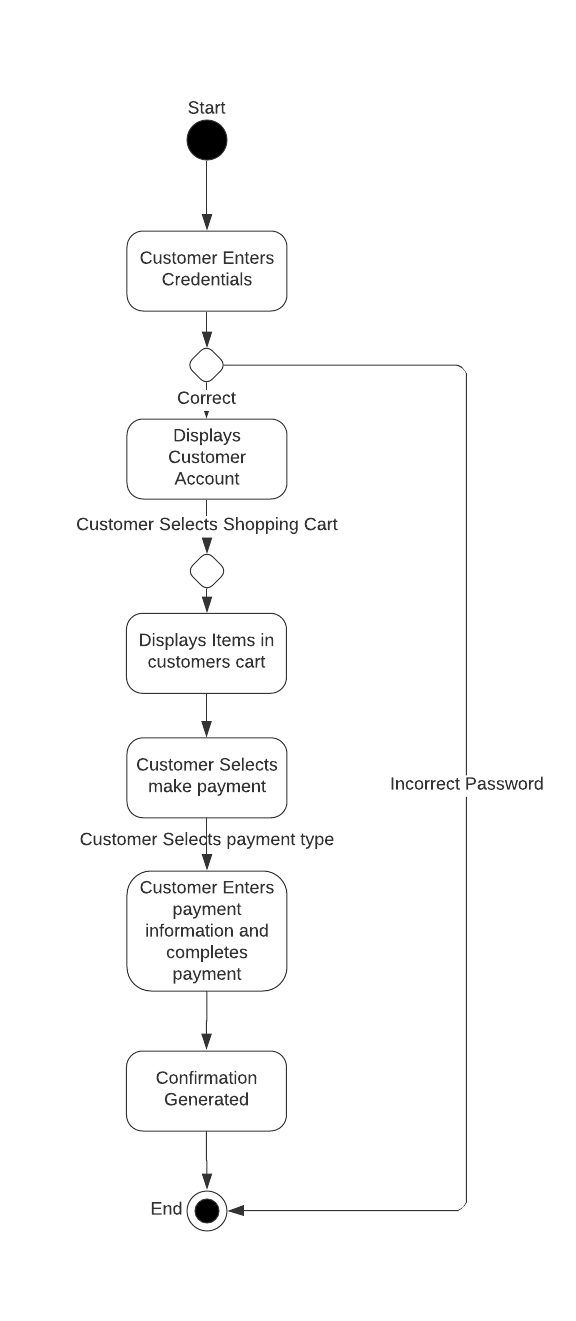 Start
Customer Enters
Credentials
Correct
Displays
Customer
Account
Customer Selects Shopping Cart
Displays Items in
customers cart
Customer Selects
make payment
Incorrect Password
Customer Selects payment type
Customer Enters
payment
information and
completes
payment
Confirmation
Generated
End